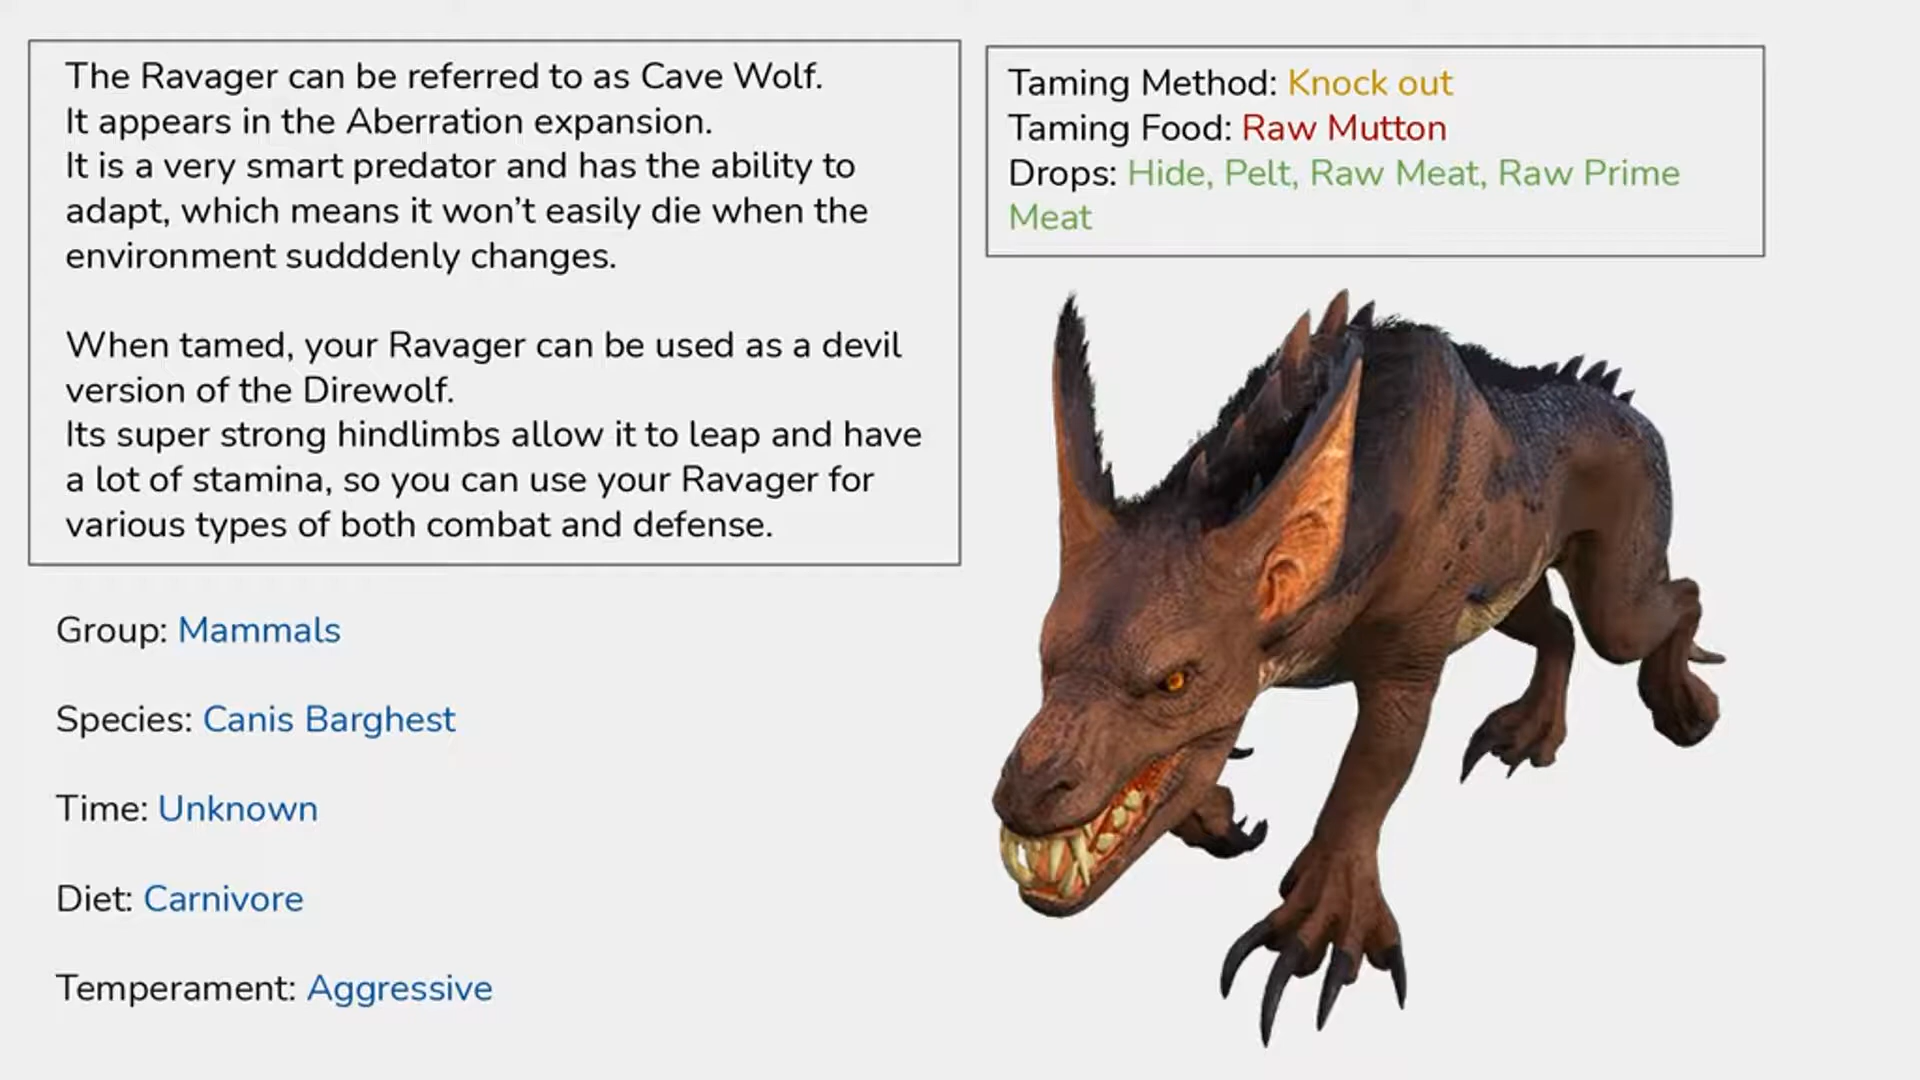 The Ravager can be referred to as Cave Wolf.
It appears in the Aberration expansion.
It is a very smart predator and has the ability to
adapt, which means it won’t easily die when the
environment sudddenly changes.
When tamed, your Ravager can be used as a devil
version of the Direwolf.
Its super strong hindlimbs allow it to leap and have
a lot of stamina, so you can use your Ravager for
various types of both combat and defense.
Taming Method: Knock out
Taming Food: Raw Mutton
Drops: Hide, Pelt, Raw Meat, Raw Prime
Meat
Group: Mammals
Species: Canis Barghest
Time: Unknown
Diet: Carnivore
Temperament: Aggressive